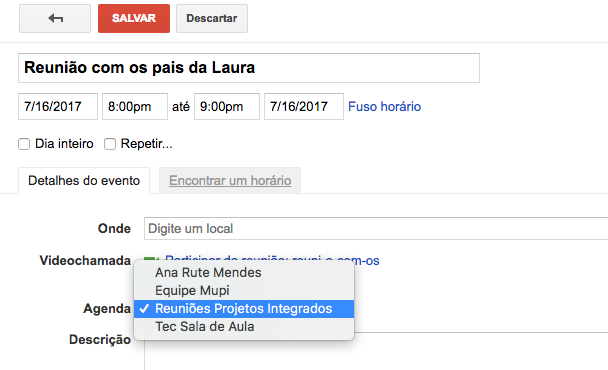 SALVAR Descartar
Reunião com os pais da Laura
7/16/2017 8:00pm até 9:00pm 7/16/2017 Fuso horário
Dia inteiro Repetir...
Detalhes do evento Encontrar um horário
Onde Digite um local
Videochamada Participar da reunião: reuni-o-com-os
Ana Rute Mendes
Equipe Mupi
Agenda Reuniões Projetos Integrados
Tec Sala de Aula
Descrição